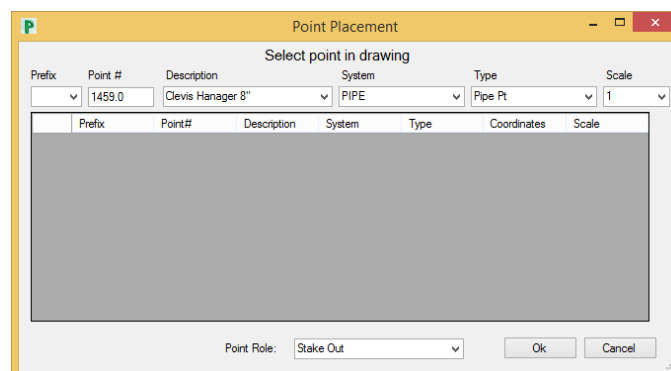 P Point Placement
Select point in drawing
Prefix Point # Description System Type Scale
1459.0 Clevis Hanager 8" PIPE Pipe Pt 1
Prefix Point# Description System Type Coordinates Scale
Point Role: Stake Out Ok Cancel